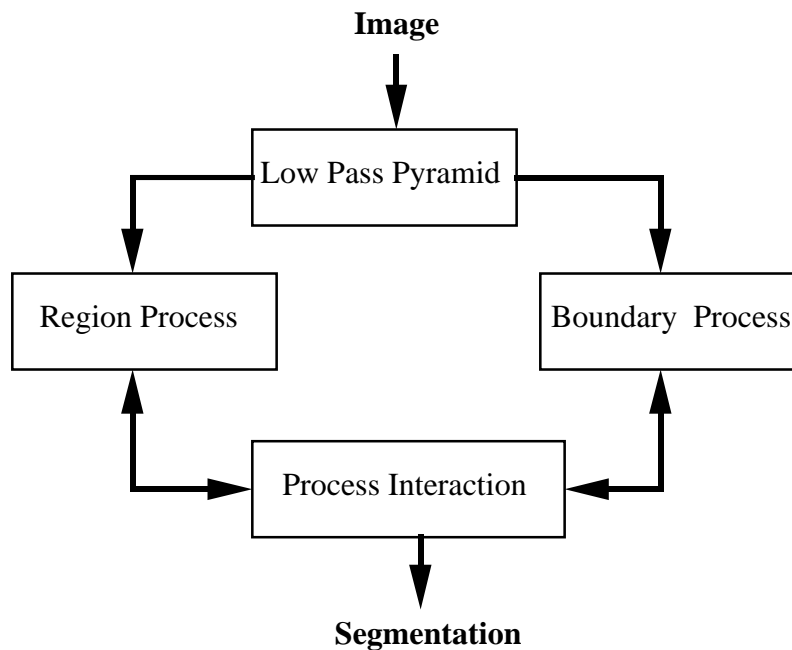 Image
Low Pass Pyramid
Region Process
Boundary Process
Process Interaction
Segmentation